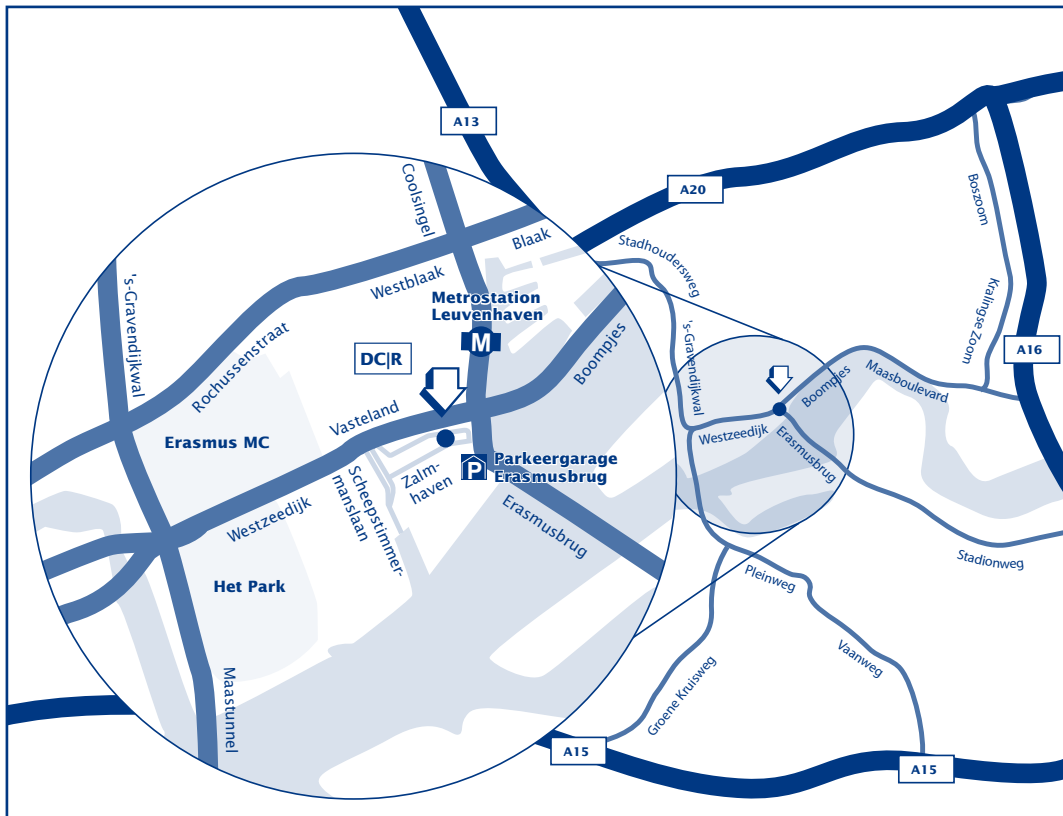 A13
A20
Boszoom
Coolsingel
Blaak
Stadhoudersweg
Westblaak
's-Gravendijkwal
Metrostation
Leuvenhaven
M
Kralingse Zoom
A16
Rochussenstraat
DC|R
Boompjes
's-Gravendijkwal
Boompjes
Maasboulevard
Vasteland
Erasmus MC
Westzeedijk
Erasmusbrug
P
Parkeergarage
Erasmusbrug
Zalm-
haven
Scheepstimmer-
manslaan
Westzeedijk
Erasmusbrug
Stadionweg
Pleinweg
Het Park
Vaanweg
Groene Kruisweg
Maastunnel
A15
A15